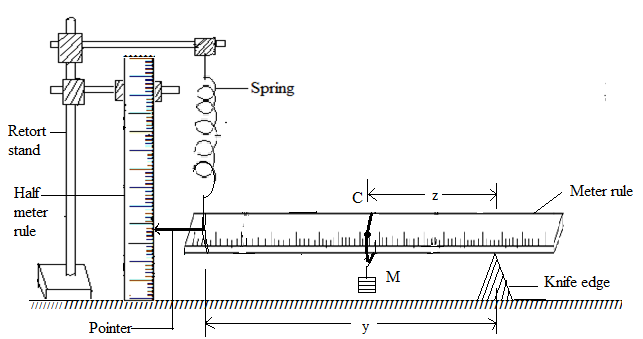 Spring
Retort
stand
Half
meter
rule
C
z
Meter rule
M
Knife edge
Pointer
y